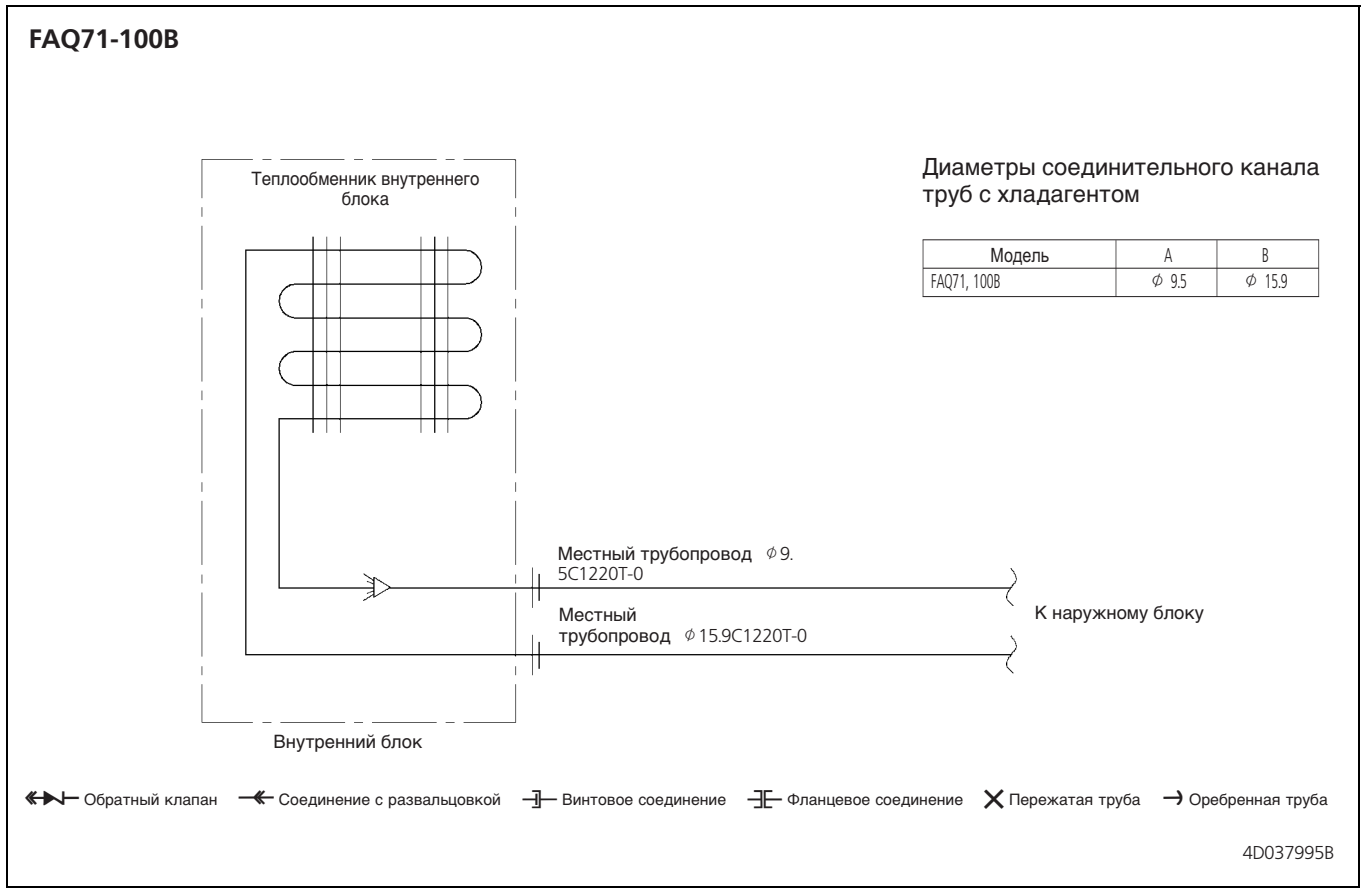 FAQ71-100B
Теплообменник внутреннего
блока
Диаметры соединительного канала
труб с хладагентом
Модель A B
FAQ71, 100B ϕ 9.5 ϕ 15.9
Местный трубопровод ϕ9.
5C1220T-0
Местный
трубопровод ϕ15.9C1220T-0
К наружному блоку
Внутренний блок
Обратный клапан Соединение с развальцовкой Винтовое соединение Фланцевое соединение Пережатая труба Оребренная труба
4D037995B